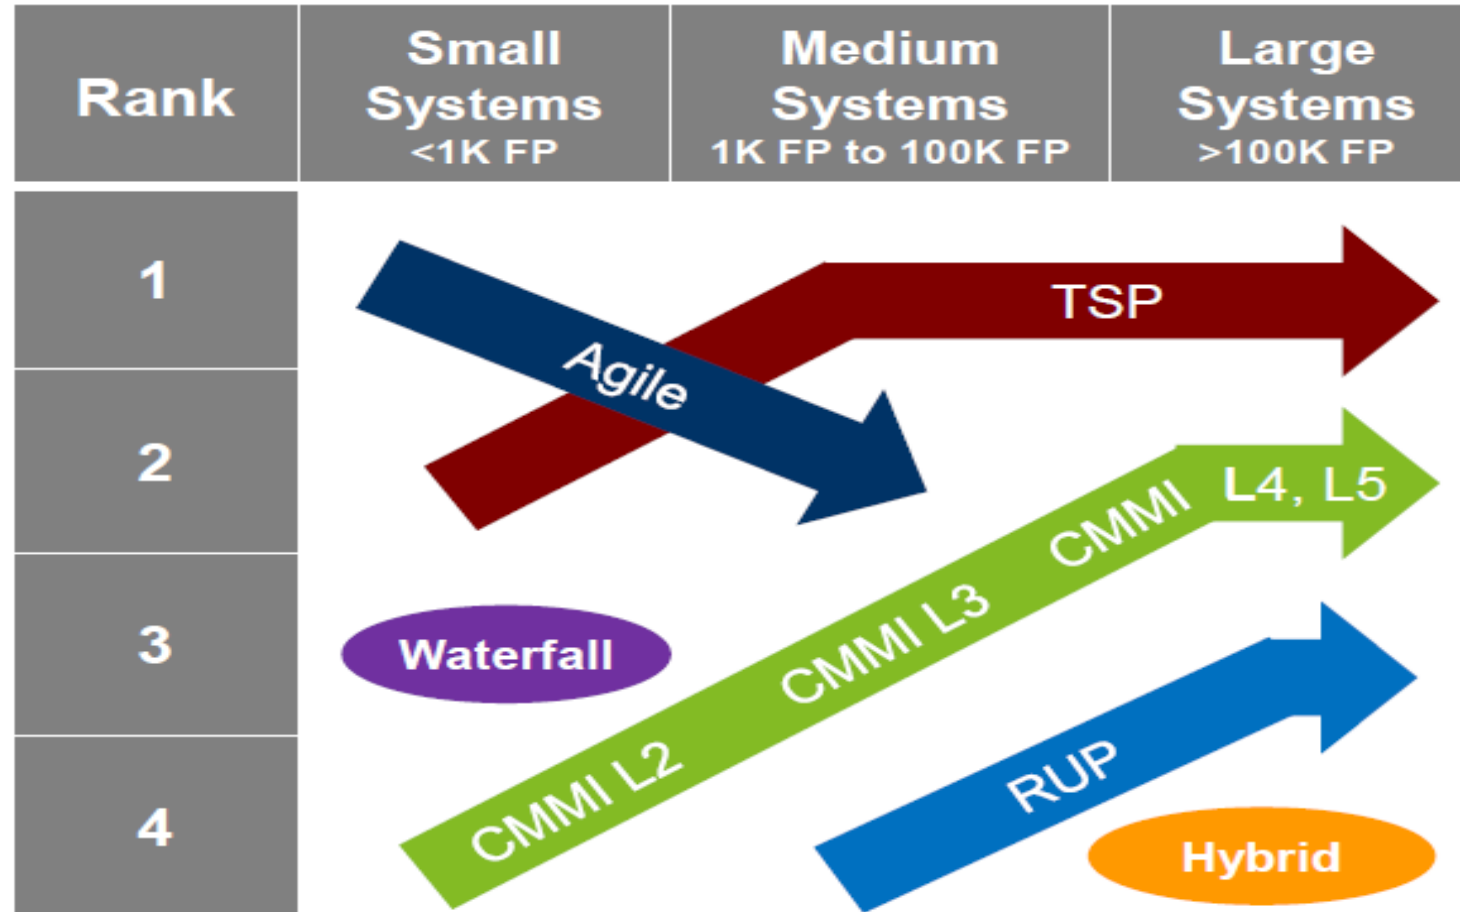 Rank
Small
Systems
<1K FP
Medium
Systems
1K FP to 100K FP
Large
Systems
>100K FP
1
TSP
Agile
2
L4, L5
CMMI
3
Waterfall
CMMI L3
RUP
4
CMMI L2
Hybrid